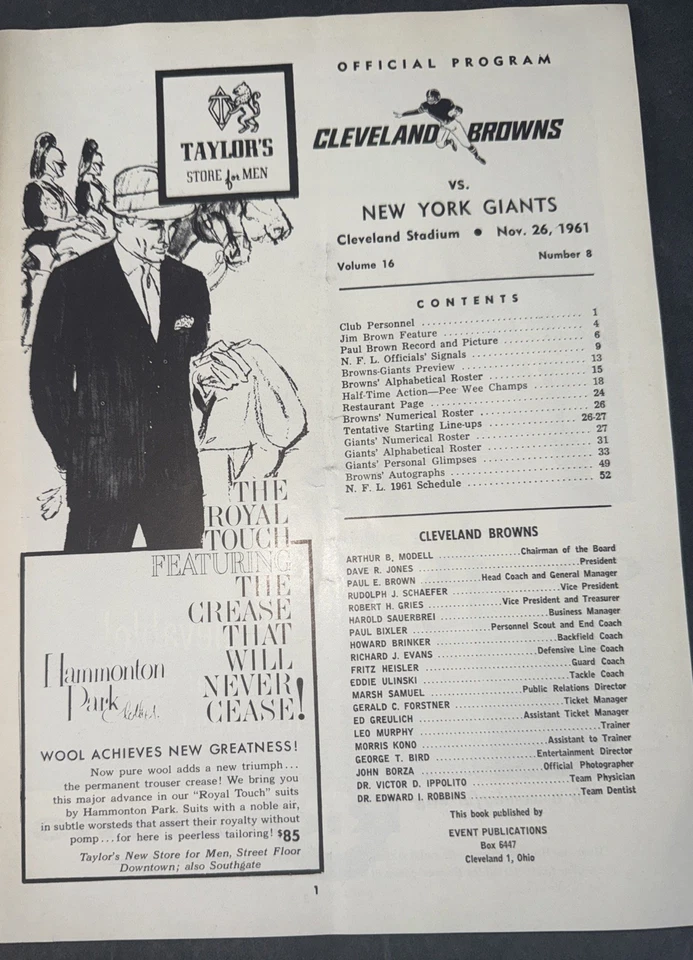 TAYLOR'S
STORE for MEN
THE
ROYAL
TOUCH
FEATURING
THE
CREASE
THAT
WILL
NEVER
CEASE!
Hammonton
Park Clothes
WOOL ACHIEVES NEW GREATNESS!
Now pure wool adds a new triumph...
the permanent trouser crease! We bring you
this major advance in our "Royal Touch" suits
by Hammonton Park. Suits with a noble air,
in subtle worsteds that assert their royalty without
pomp...for here is peerless tailoring! $85
Taylor's New Store for Men, Street Floor
Downtown; also Southgate
OFFICIAL PROGRAM
CLEVELAND BROWNS
VS.
NEW YORK GIANTS
Cleveland Stadium • Nov. 26, 1961
Volume 16 Number 8
CONTENTS
Club Personnel 1
Jim Brown Feature 4
Paul Brown Record and Picture 6
N. F. L. Officials' Signals 9
Browns-Giants Preview 13
Browns' Alphabetical Roster 15
Half-Time Action—Pee Wee Champs 18
Restaurant Page 24
Browns' Numerical Roster 26
Tentative Starting Line-ups 26-27
Giants' Numerical Roster 27
Giants' Alphabetical Roster 31
Giants' Personal Glimpses 33
Browns' Autographs 49
N. F. L. 1961 Schedule 52
CLEVELAND BROWNS
ARTHUR B. MODELL Chairman of the Board
DAVE R. JONES President
PAUL E. BROWN Head Coach and General Manager
RUDOLPH J. SCHAEFER Vice President
ROBERT H. GRIES Vice President and Treasurer
HAROLD SAUERBREI Business Manager
PAUL BIXLER Personnel Scout and End Coach
HOWARD BRINKER Backfield Coach
RICHARD J. EVANS Defensive Line Coach
FRITZ HEISLER Guard Coach
EDDIE ULINSKI Tackle Coach
MARSH SAMUEL Public Relations Director
GERALD C. FORSTNER Ticket Manager
ED GREULICH Assistant Ticket Manager
LEO MURPHY Trainer
MORRIS KONO Assistant to Trainer
GEORGE T. BIRD Entertainment Director
JOHN BORZA Official Photographer
DR. VICTOR D. IPPOLITO Team Physician
DR. EDWARD I. ROBBINS Team Dentist
This book published by
EVENT PUBLICATIONS
Box 6447
Cleveland 1, Ohio
1